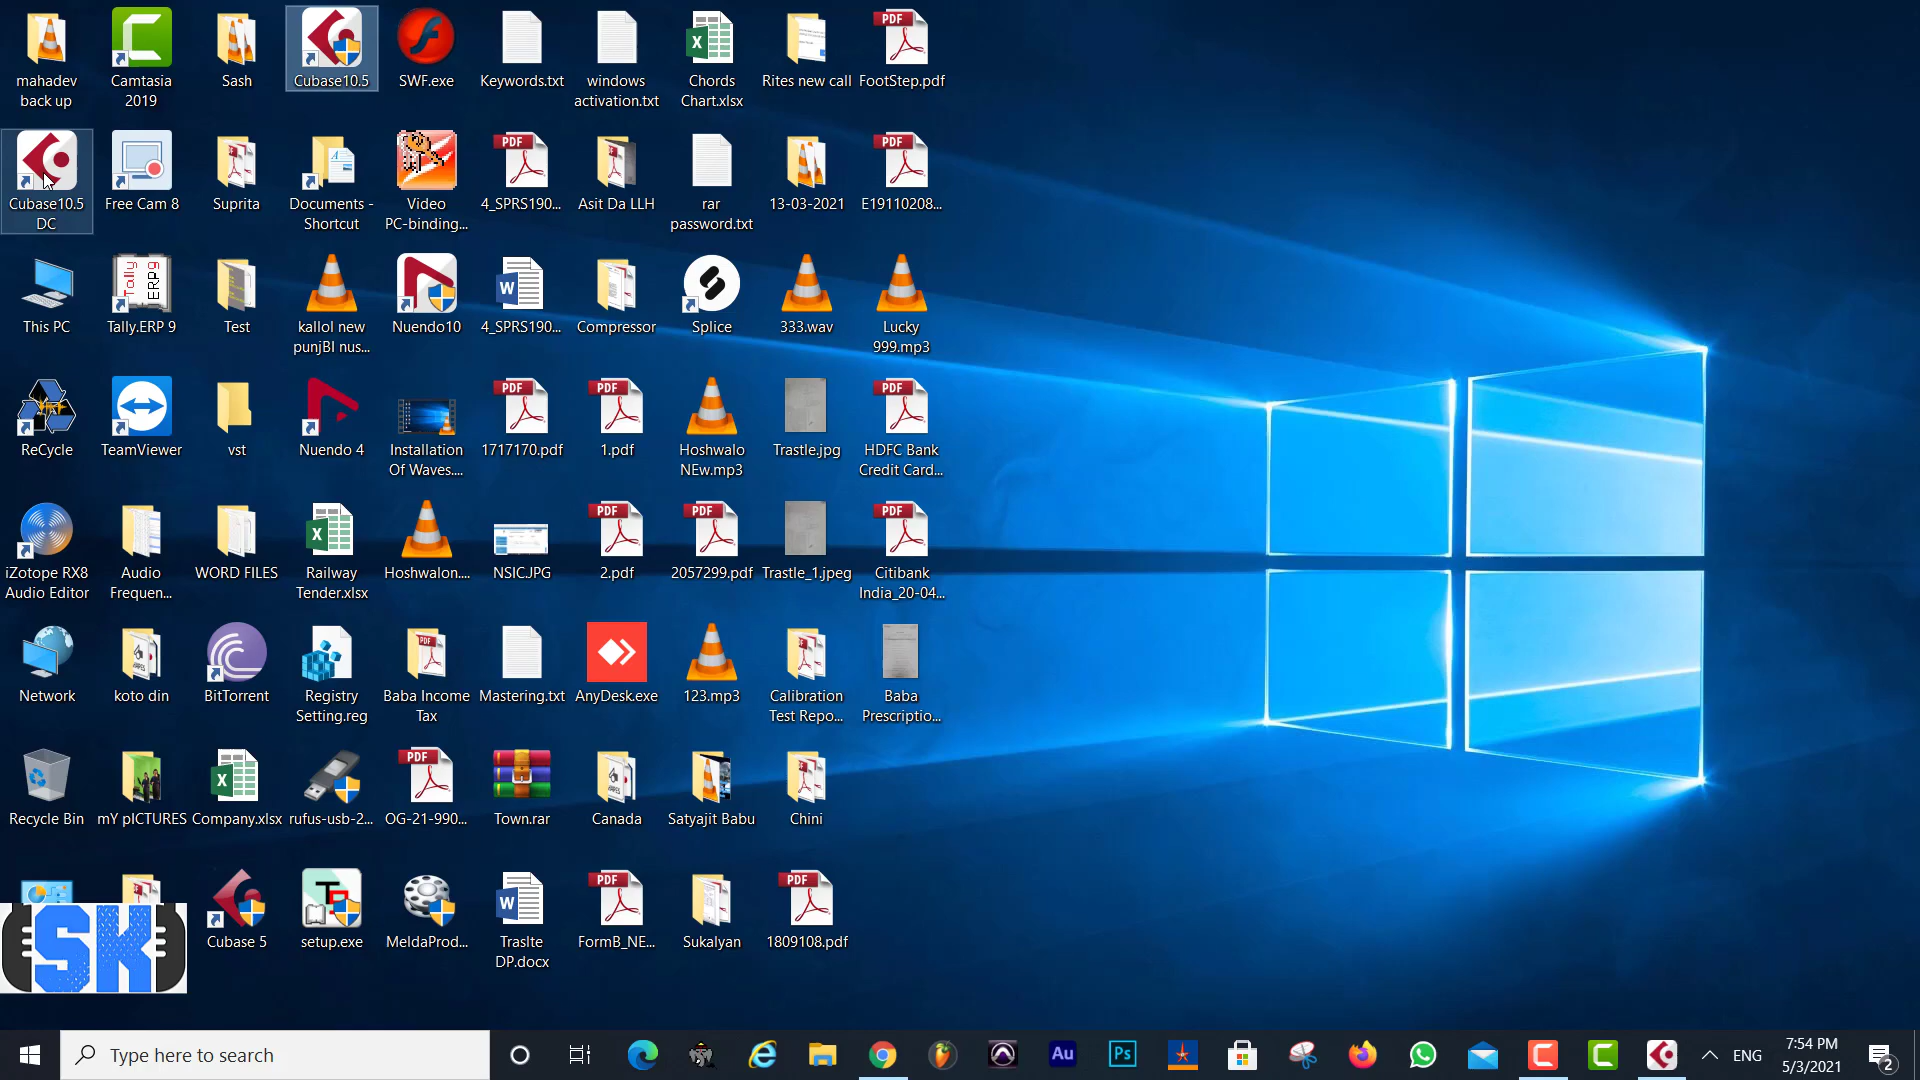 mahadev
back up
Camtasia
2019
Sash
Cubase10.5
SWF.exe
Keywords.txt
windows
activation.txt
Chords
Chart.xlsx
Rites new call
FootStep.pdf
Cubase10.5
DC
Free Cam 8
Suprita
Documents -
Shortcut
Video
PC-binding...
4_SPRS190...
Asit Da LLH
rar
password.txt
13-03-2021
E19110208...
This PC
Tally.ERP 9
Test
kallol new
punjBI nus...
Nuendo10
4_SPRS190...
Compressor
Splice
333.wav
Lucky
999.mp3
ReCycle
TeamViewer
vst
Nuendo 4
Installation
Of Waves....
1717170.pdf
1.pdf
Hoshwalo
NEw.mp3
Trastle.jpg
HDFC Bank
Credit Card...
iZotope RX8
Audio Editor
Audio
Frequen...
WORD FILES
Railway
Tender.xlsx
Hoshwalon....
NSIC.JPG
2.pdf
2057299.pdf
Trastle_1.jpeg
Citibank
India_20-04...
Network
koto din
BitTorrent
Registry
Setting.reg
Baba Income
Tax
Mastering.txt
AnyDesk.exe
123.mp3
Calibration
Test Repo...
Baba
Prescriptio...
Recycle Bin
mY pICTURES
Company.xlsx
rufus-usb-2...
OG-21-990...
Town.rar
Canada
Satyajit Babu
Chini
SK
Cubase 5
setup.exe
MeldaProd...
Traslte
DP.docx
FormB_NE...
Sukalyan
1809108.pdf
Type here to search
Au
Ps
ENG
7:54 PM
5/3/2021
2